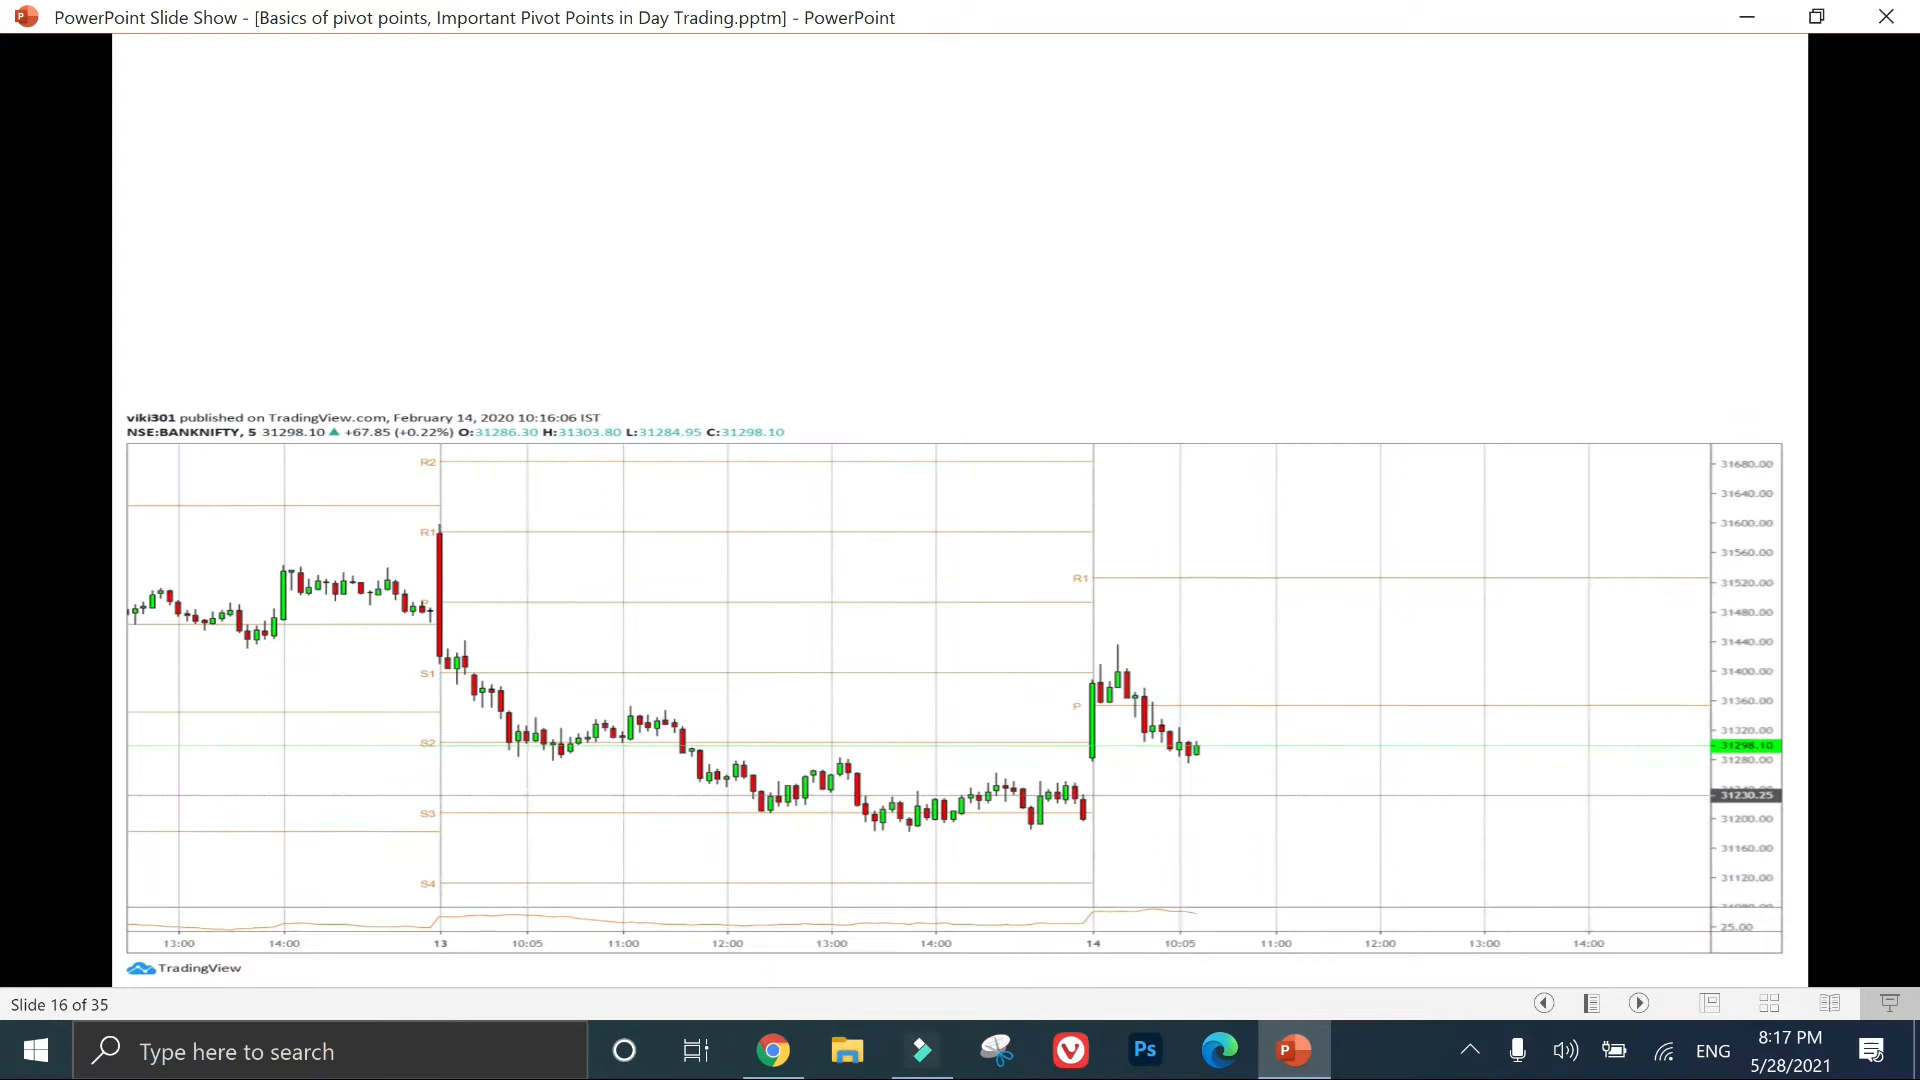 PowerPoint Slide Show - [Basics of pivot points, Important Pivot Points in Day Trading.pptm] - PowerPoint
viki301 published on TradingView.com, February 14, 2020 10:16:06 IST
NSE:BANKNIFTY, 5 31298.10 ▲ +67.85 (+0.22%) O:31286.30 H:31303.80 L:31284.95 C:31298.10
R2
31680.00
31640.00
31600.00
R1
31560.00
R1
31520.00
P
31480.00
31440.00
S1
31400.00
P
31360.00
31320.00
S2
31298.10
31280.00
31230.25
S3
31200.00
31160.00
S4
31120.00
25.00
13:00 14:00 13 10:05 11:00 12:00 13:00 14:00 14 10:05 11:00 12:00 13:00 14:00
TradingView
Slide 16 of 35
Type here to search
Ps
ENG
8:17 PM
5/28/2021